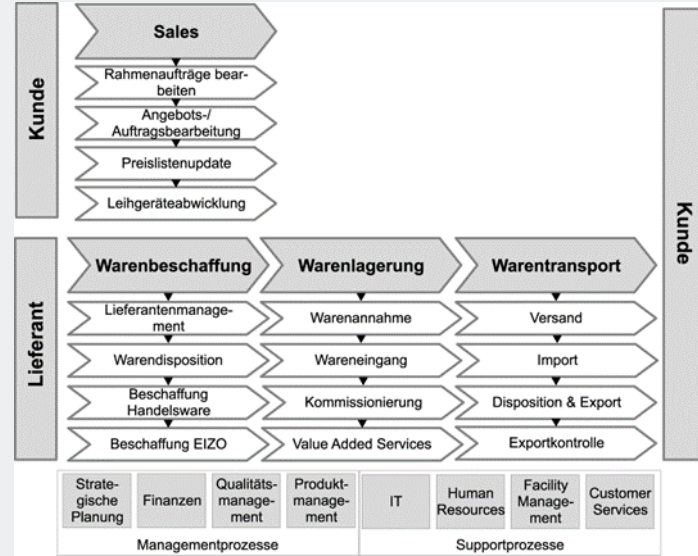 Kunde
Sales
Rahmenaufträge bear-
beiten
Angebots-/
Auftragsbearbeitung
Preislistenupdate
Leihgeräteabwicklung
Kunde
Lieferant
Warenbeschaffung
Lieferantenmanage-
ment
Warendisposition
Beschaffung
Handelsware
Beschaffung EIZO
Warenlagerung
Warenannahme
Wareneingang
Kommissionierung
Value Added Services
Warentransport
Versand
Import
Disposition & Export
Exportkontrolle
Strate-
gische
Planung
Finanzen
Qualitäts-
manage-
ment
Produkt-
manage-
ment
Managementprozesse
IT
Human
Resources
Facility
Manage-
ment
Customer
Services
Supportprozesse